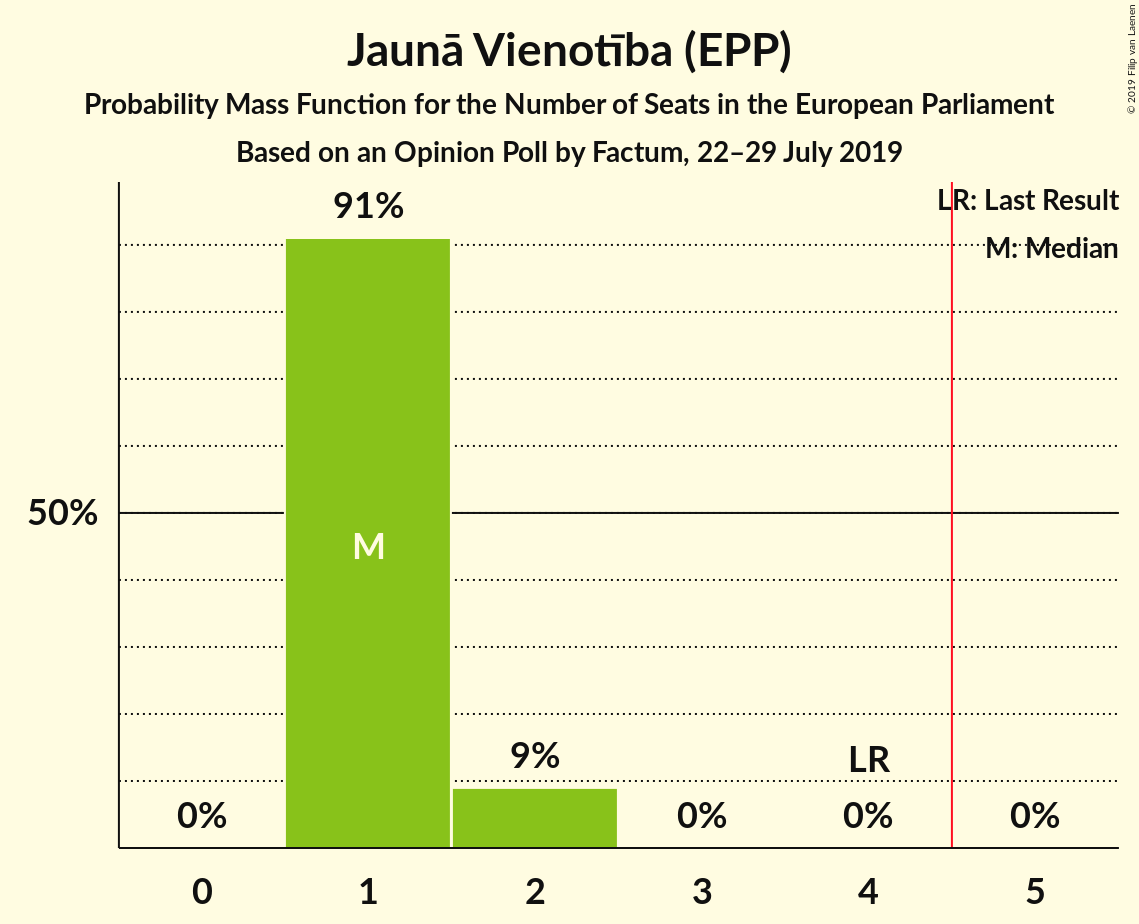 Jaunā Vienotība (EPP)
Probability Mass Function for the Number of Seats in the European Parliament
Based on an Opinion Poll by Factum, 22–29 July 2019
© 2019 Filip van Laenen
LR: Last Result
M: Median
91%
50%
M
9%
LR
0%
0%
0%
0%
0 1 2 3 4 5